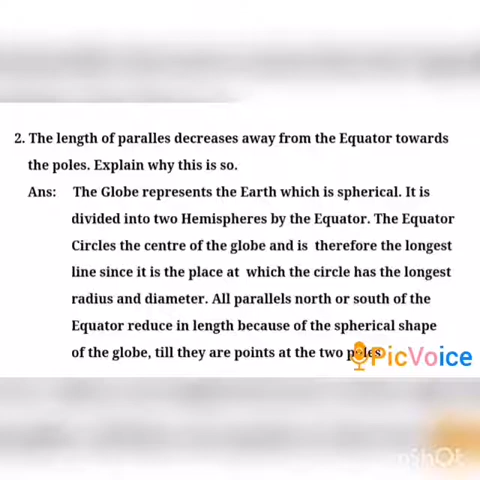 2. The length of paralles decreases away from the Equator towards
the poles. Explain why this is so.
Ans: The Globe represents the Earth which is spherical. It is
divided into two Hemispheres by the Equator. The Equator
Circles the centre of the globe and is therefore the longest
line since it is the place at which the circle has the longest
radius and diameter. All parallels north or south of the
Equator reduce in length because of the spherical shape
of the globe, till they are points at the two poles
PicVoice